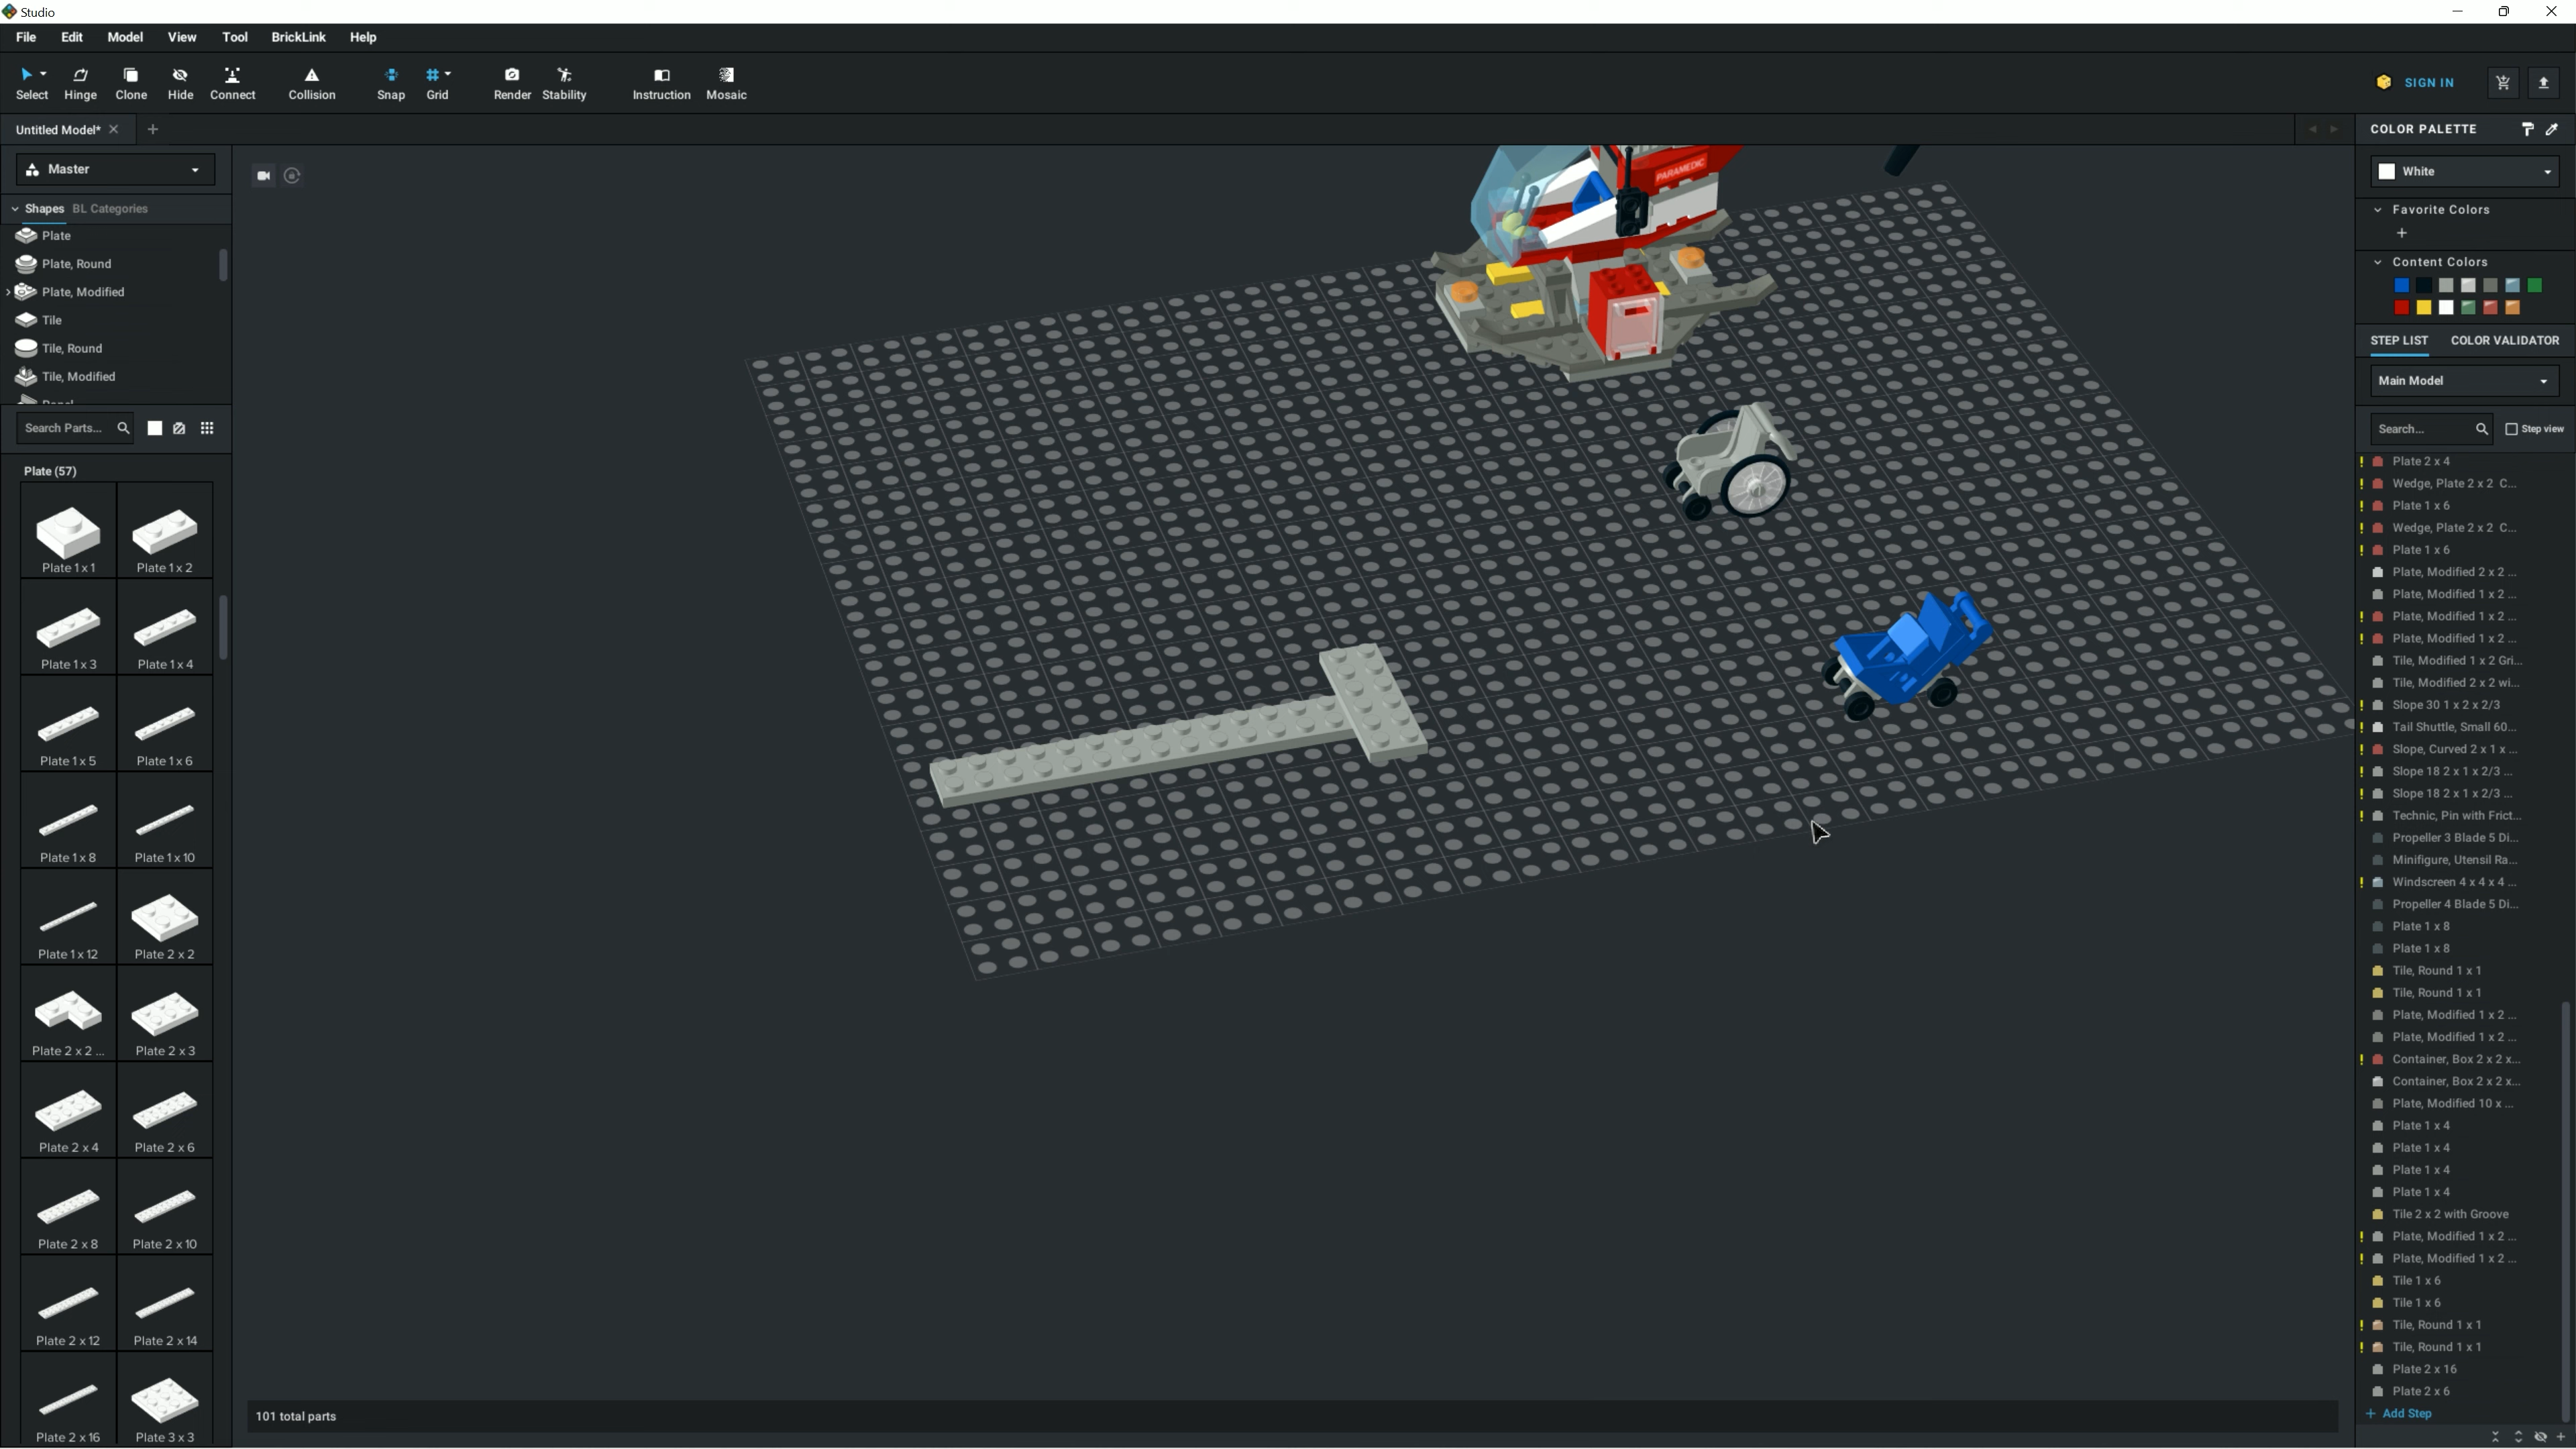 Studio
File Edit Model View Tool BrickLink Help
Select Hinge Clone Hide Connect Collision Snap Grid Render Stability Instruction Mosaic
SIGN IN
Untitled Model*
Master
Shapes BL Categories
Plate
Plate, Round
Plate, Modified
Tile
Tile, Round
Tile, Modified
Search Parts...
Plate (57)
Plate 1 x 1 Plate 1 x 2
Plate 1 x 3 Plate 1 x 4
Plate 1 x 5 Plate 1 x 6
Plate 1 x 8 Plate 1 x 10
Plate 1 x 12 Plate 2 x 2
Plate 2 x 2 ... Plate 2 x 3
Plate 2 x 4 Plate 2 x 6
Plate 2 x 8 Plate 2 x 10
Plate 2 x 12 Plate 2 x 14
Plate 2 x 16 Plate 3 x 3
PARAMEDIC
101 total parts
COLOR PALETTE
White
Favorite Colors
+
Content Colors
STEP LIST COLOR VALIDATOR
Main Model
Search... Step view
! Plate 2 x 4
! Wedge, Plate 2 x 2 C...
! Plate 1 x 6
! Wedge, Plate 2 x 2 C...
! Plate 1 x 6
Plate, Modified 2 x 2 ...
Plate, Modified 1 x 2 ...
! Plate, Modified 1 x 2 ...
! Plate, Modified 1 x 2 ...
Tile, Modified 1 x 2 Gri...
Tile, Modified 2 x 2 wi...
! Slope 30 1 x 2 x 2/3
! Tail Shuttle, Small 60...
! Slope, Curved 2 x 1 x ...
! Slope 18 2 x 1 x 2/3 ...
! Slope 18 2 x 1 x 2/3 ...
! Technic, Pin with Frict...
Propeller 3 Blade 5 Di...
Minifigure, Utensil Ra...
! Windscreen 4 x 4 x 4 ...
Propeller 4 Blade 5 Di...
Plate 1 x 8
Plate 1 x 8
Tile, Round 1 x 1
Tile, Round 1 x 1
Plate, Modified 1 x 2 ...
Plate, Modified 1 x 2 ...
! Container, Box 2 x 2 x...
Container, Box 2 x 2 x...
Plate, Modified 10 x ...
Plate 1 x 4
Plate 1 x 4
Plate 1 x 4
Plate 1 x 4
Tile 2 x 2 with Groove
! Plate, Modified 1 x 2 ...
! Plate, Modified 1 x 2 ...
Tile 1 x 6
Tile 1 x 6
! Tile, Round 1 x 1
! Tile, Round 1 x 1
Plate 2 x 16
Plate 2 x 6
+ Add Step